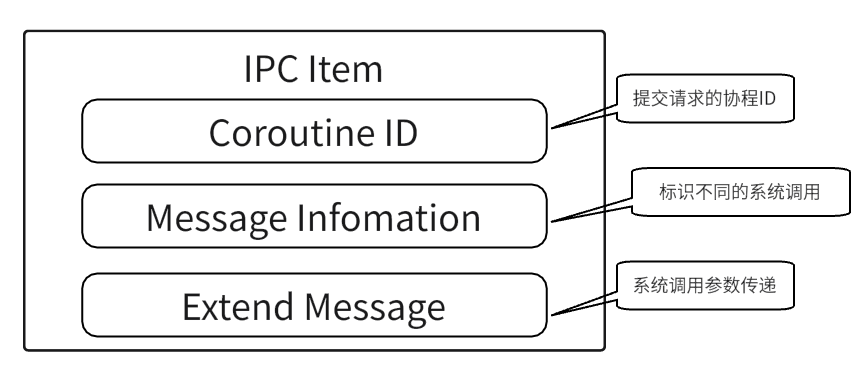 IPC Item
Coroutine ID
提交请求的协程ID
Message Infomation
标识不同的系统调用
Extend Message
系统调用参数传递